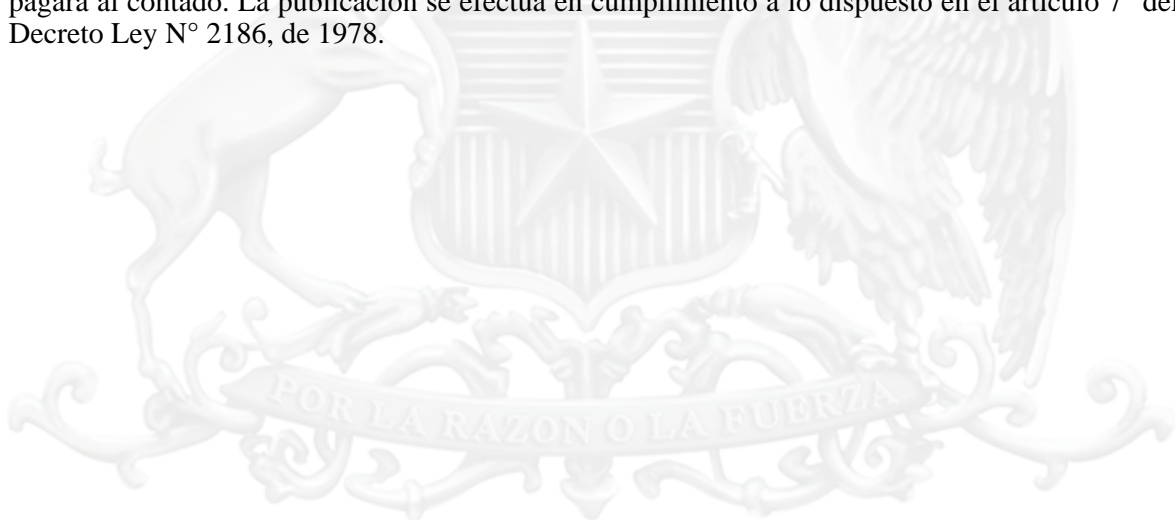 pagará al contado. La publicación se efectúa en cumplimiento a lo dispuesto en el artículo 7° del
Decreto Ley N° 2186, de 1978.
POR LA RAZON O LA FUERZA